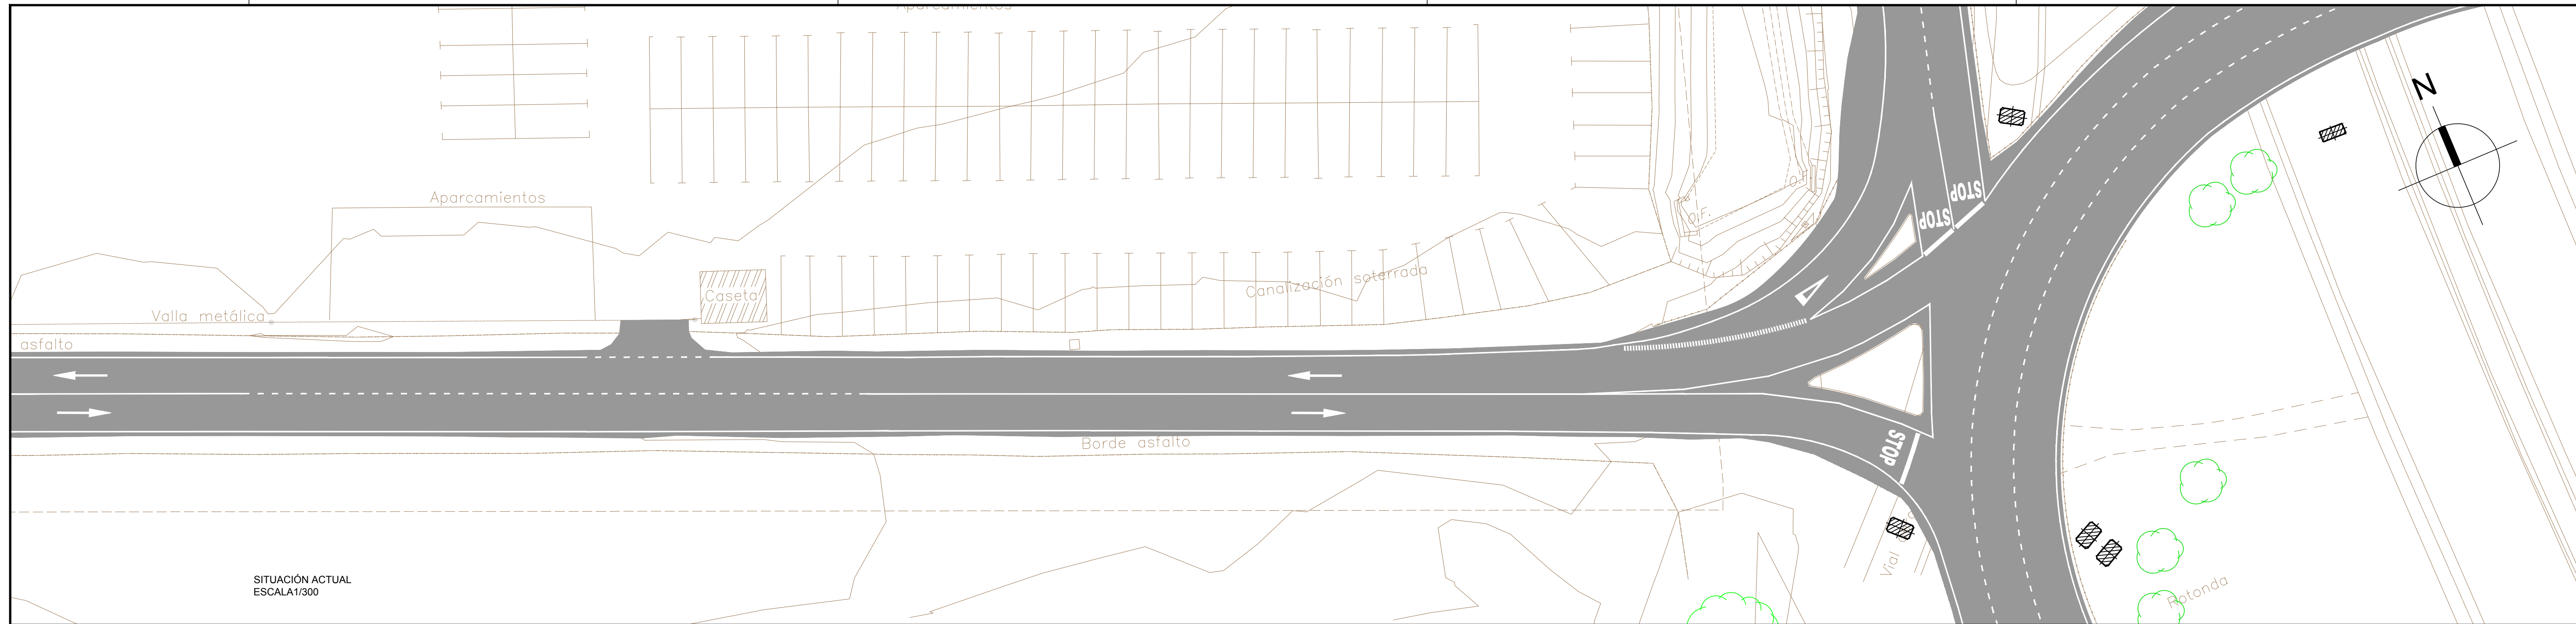 Aparcamientos
N
O.F.
STOP
Aparcamientos
O.F.
STOP
Canalización soterrada
Caseta
Valla metálica
asfalto
Borde asfalto
STOP
Vial
SITUACIÓN ACTUAL
ESCALA1/300
Rotonda